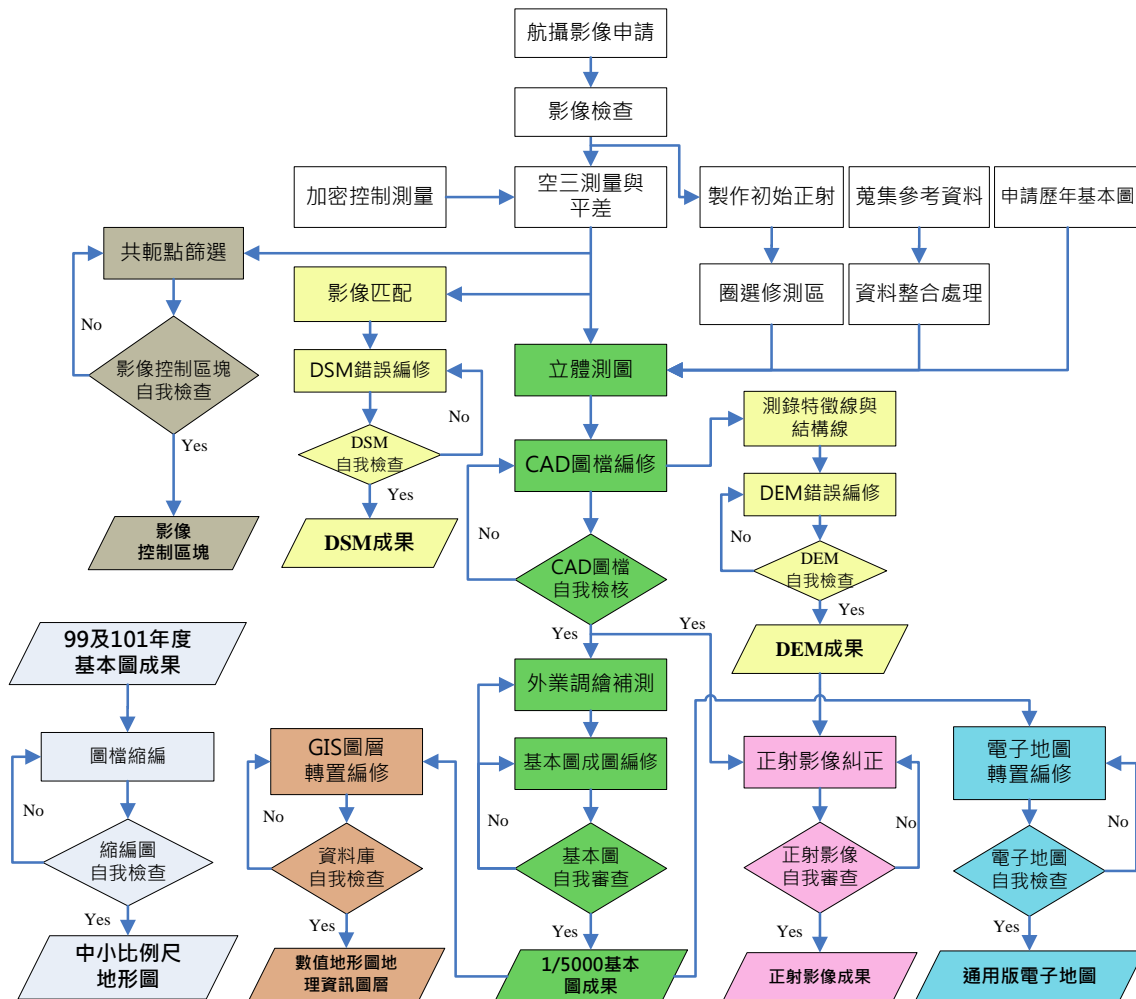 航攝影像申請
影像檢查
加密控制測量
空三測量與
平差
製作初始正射
蒐集參考資料
申請歷年基本圖
共軛點篩選
影像匹配
圈選修測區
資料整合處理
No
影像控制區塊
自我檢查
Yes
影像
控制區塊
DSM錯誤編修
No
DSM
自我檢查
Yes
DSM成果
立體測圖
CAD圖檔編修
No
CAD圖檔
自我檢核
Yes
Yes
測錄特徵線與
結構線
DEM錯誤編修
No
DEM
自我檢查
Yes
DEM成果
99及101年度
基本圖成果
圖檔縮編
No
縮編圖
自我檢查
Yes
中小比例尺
地形圖
GIS圖層
轉置編修
No
資料庫
自我檢查
Yes
數值地形圖地
理資訊圖層
外業調繪補測
基本圖成圖編修
No
基本圖
自我審查
Yes
1/5000基本
圖成果
正射影像糾正
No
正射影像
自我審查
Yes
正射影像成果
電子地圖
轉置編修
No
電子地圖
自我檢查
Yes
通用版電子地圖